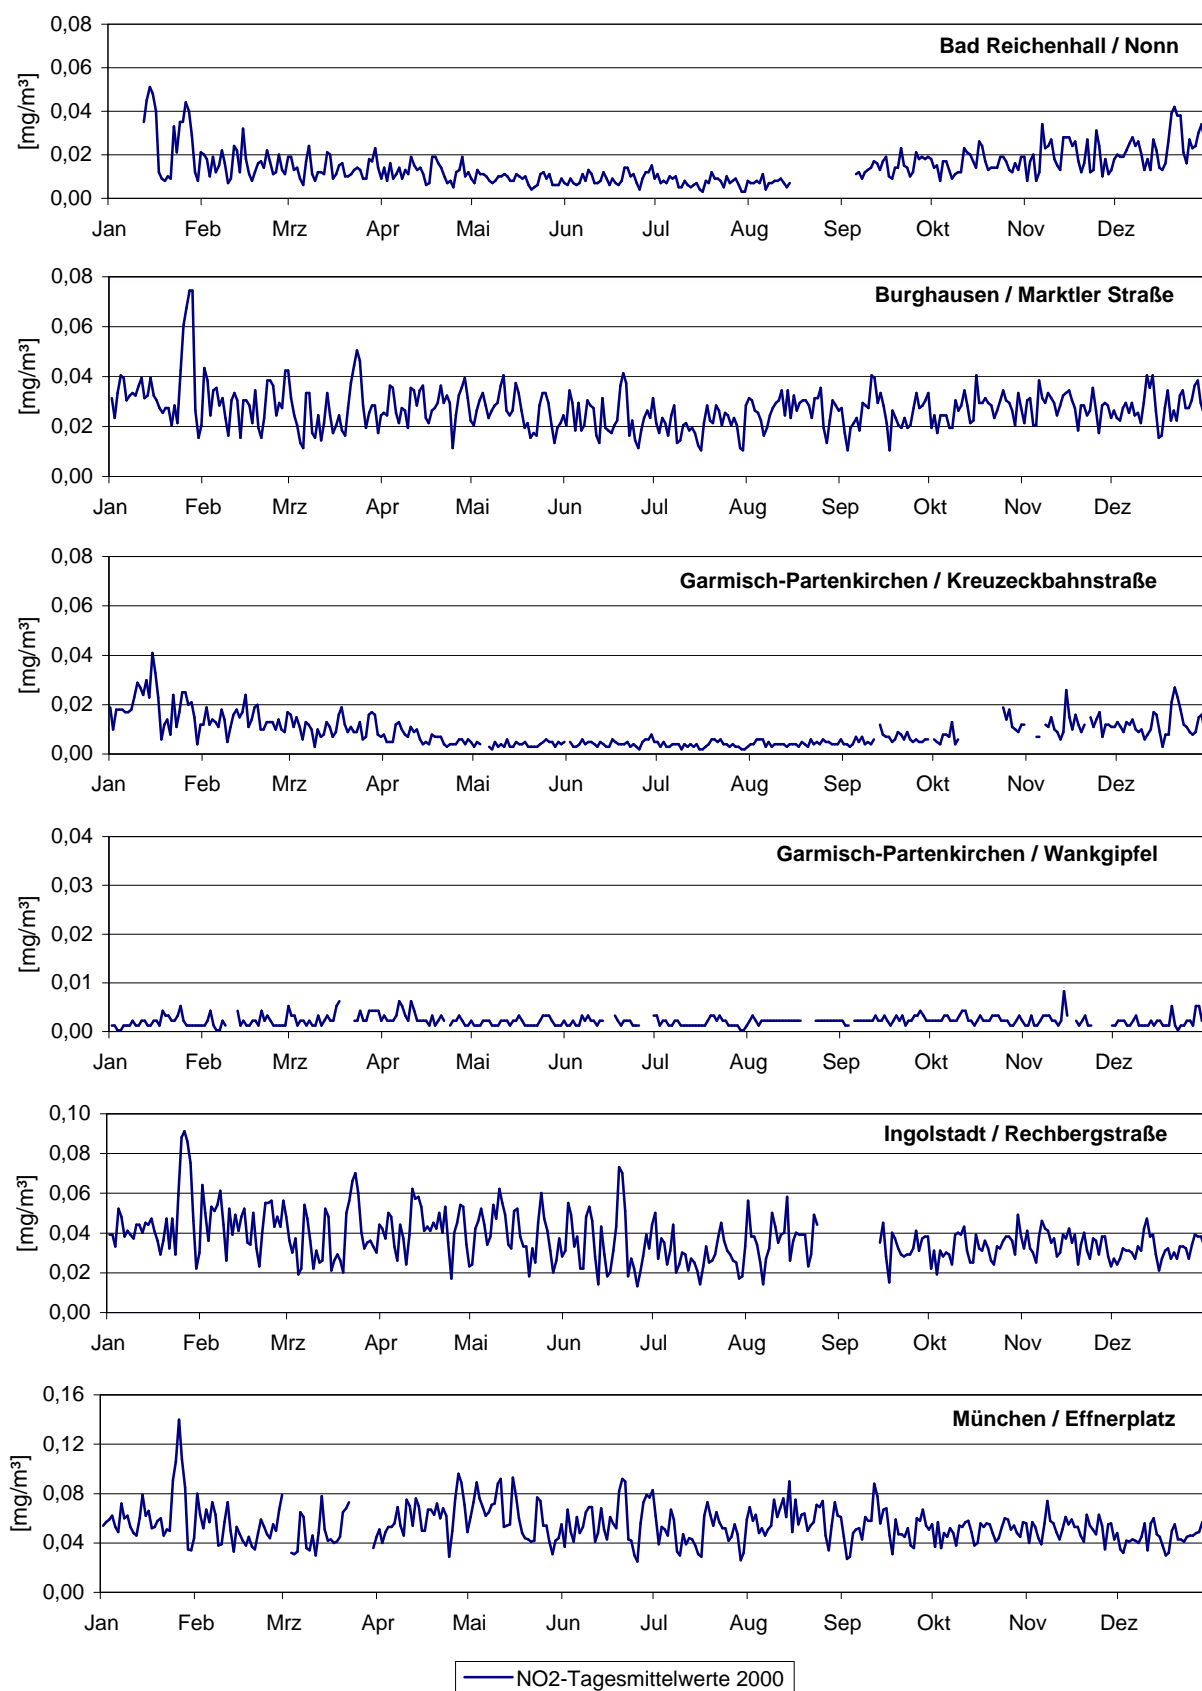 Bad Reichenhall / Nonn
[mg/m³]
0,08
0,06
0,04
0,02
0,00
Jan Feb Mrz Apr Mai Jun Jul Aug Sep Okt Nov Dez
Burghausen / Marktler Straße
[mg/m³]
0,08
0,06
0,04
0,02
0,00
Jan Feb Mrz Apr Mai Jun Jul Aug Sep Okt Nov Dez
Garmisch-Partenkirchen / Kreuzeckbahnstraße
[mg/m³]
0,08
0,06
0,04
0,02
0,00
Jan Feb Mrz Apr Mai Jun Jul Aug Sep Okt Nov Dez
Garmisch-Partenkirchen / Wankgipfel
[mg/m³]
0,04
0,03
0,02
0,01
0,00
Jan Feb Mrz Apr Mai Jun Jul Aug Sep Okt Nov Dez
Ingolstadt / Rechbergstraße
[mg/m³]
0,10
0,08
0,06
0,04
0,02
0,00
Jan Feb Mrz Apr Mai Jun Jul Aug Sep Okt Nov Dez
München / Effnerplatz
[mg/m³]
0,16
0,12
0,08
0,04
0,00
Jan Feb Mrz Apr Mai Jun Jul Aug Sep Okt Nov Dez
NO2-Tagesmittelwerte 2000